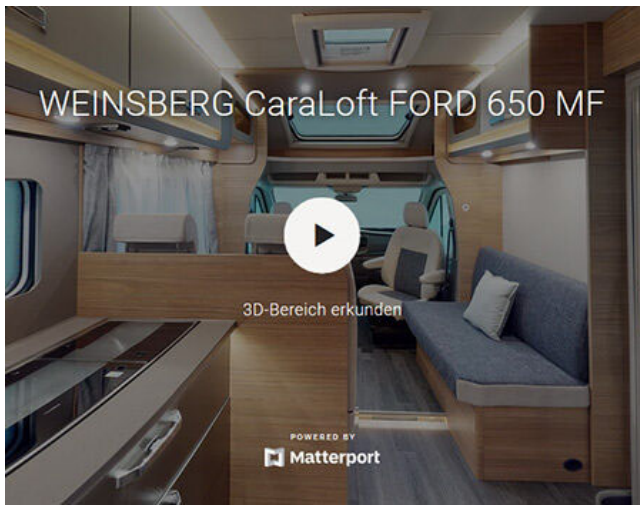 WEINSBERG CaraLoft FORD 650 MF
3D-Bereich erkunden
POWERED BY
Matterport